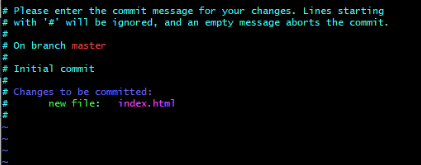 # Please enter the commit message for your changes. Lines starting
# with '#' will be ignored, and an empty message aborts the commit.
#
# On branch master
#
# Initial commit
#
# Changes to be committed:
#       new file:   index.html
#
~
~
~